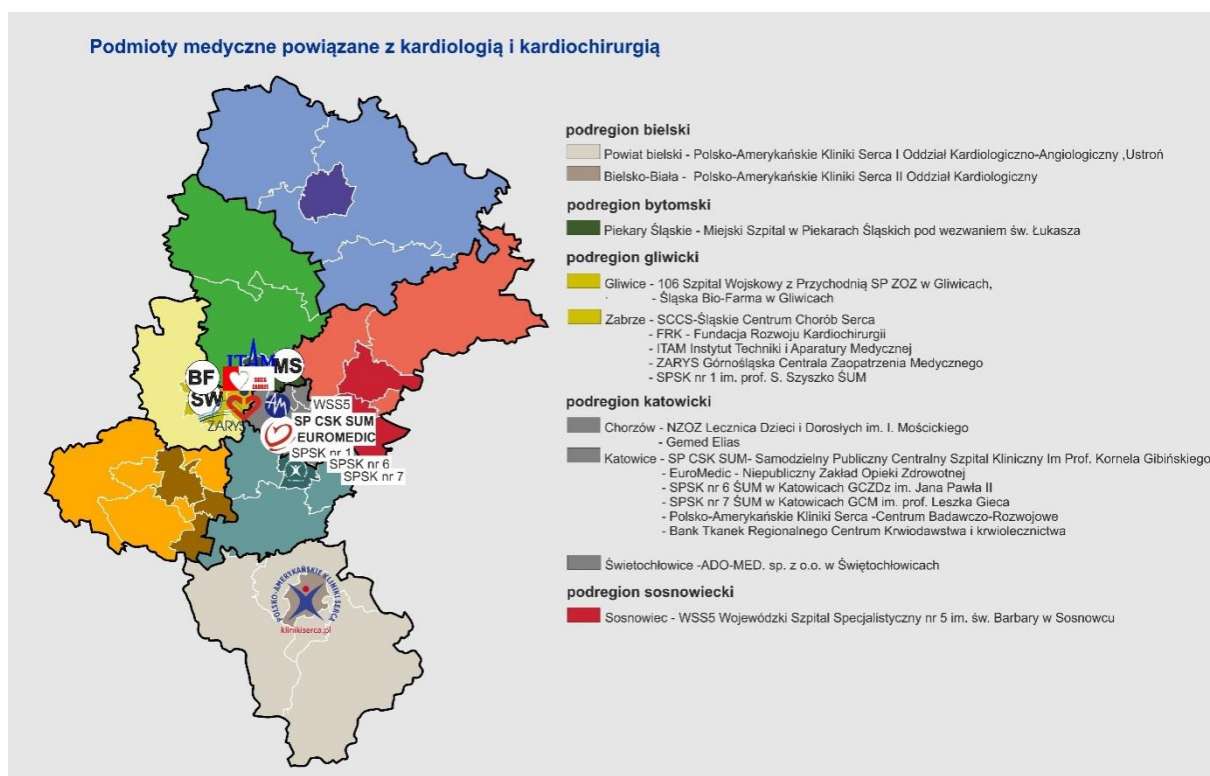 Podmioty medyczne powiązane z kardiologią i kardiochirurgią
podregion bielski
Powiat bielski - Polsko-Amerykańskie Kliniki Serca I Oddział Kardiologiczno-Angiologiczny ,Ustroń
Bielsko-Biała - Polsko-Amerykańskie Kliniki Serca II Oddział Kardiologiczny
podregion bytomski
Piekary Śląskie - Miejski Szpital w Piekarach Śląskich pod wezwaniem św. Łukasza
podregion gliwicki
Gliwice - 106 Szpital Wojskowy z Przychodnią SP ZOZ w Gliwicach,
- Śląska Bio-Farma w Gliwicach
Zabrze - SCCS-Śląskie Centrum Chorób Serca
- FRK - Fundacja Rozwoju Kardiochirurgii
- ITAM Instytut Techniki i Aparatury Medycznej
- ZARYS Górnośląska Centrala Zaopatrzenia Medycznego
- SPSK nr 1 im. prof. S. Szyszko ŚUM
podregion katowicki
Chorzów - NZOZ Lecznica Dzieci i Dorosłych im. I. Mościckiego
- Gemed Elias
Katowice - SP CSK SUM- Samodzielny Publiczny Centralny Szpital Kliniczny Im Prof. Kornela Gibińskiego
- EuroMedic - Niepubliczny Zakład Opieki Zdrowotnej
- SPSK nr 6 ŚUM w Katowicach GCZDz im. Jana Pawła II
- SPSK nr 7 ŚUM w Katowicach GCM im. prof. Leszka Gieca
- Polsko-Amerykańskie Kliniki Serca -Centrum Badawczo-Rozwojowe
- Bank Tkanek Regionalnego Centrum Krwiodawstwa i krwiolecznictwa
Świetochłowice -ADO-MED. sp. z o.o. w Świętochłowicach
podregion sosnowiecki
Sosnowiec - WSS5 Wojewódzki Szpital Specjalistyczny nr 5 im. św. Barbary w Sosnowcu
ITAM
MS
BF
SCCS
ZABRZE
SW
AM
WSS5
ZARYS
SP CSK SUM
EUROMEDIC
SPSK nr 1
SPSK nr 6
SPSK nr 7
POLSKO-AMERYKAŃSKIE KLINIKI SERCA
klinikiserca.pl